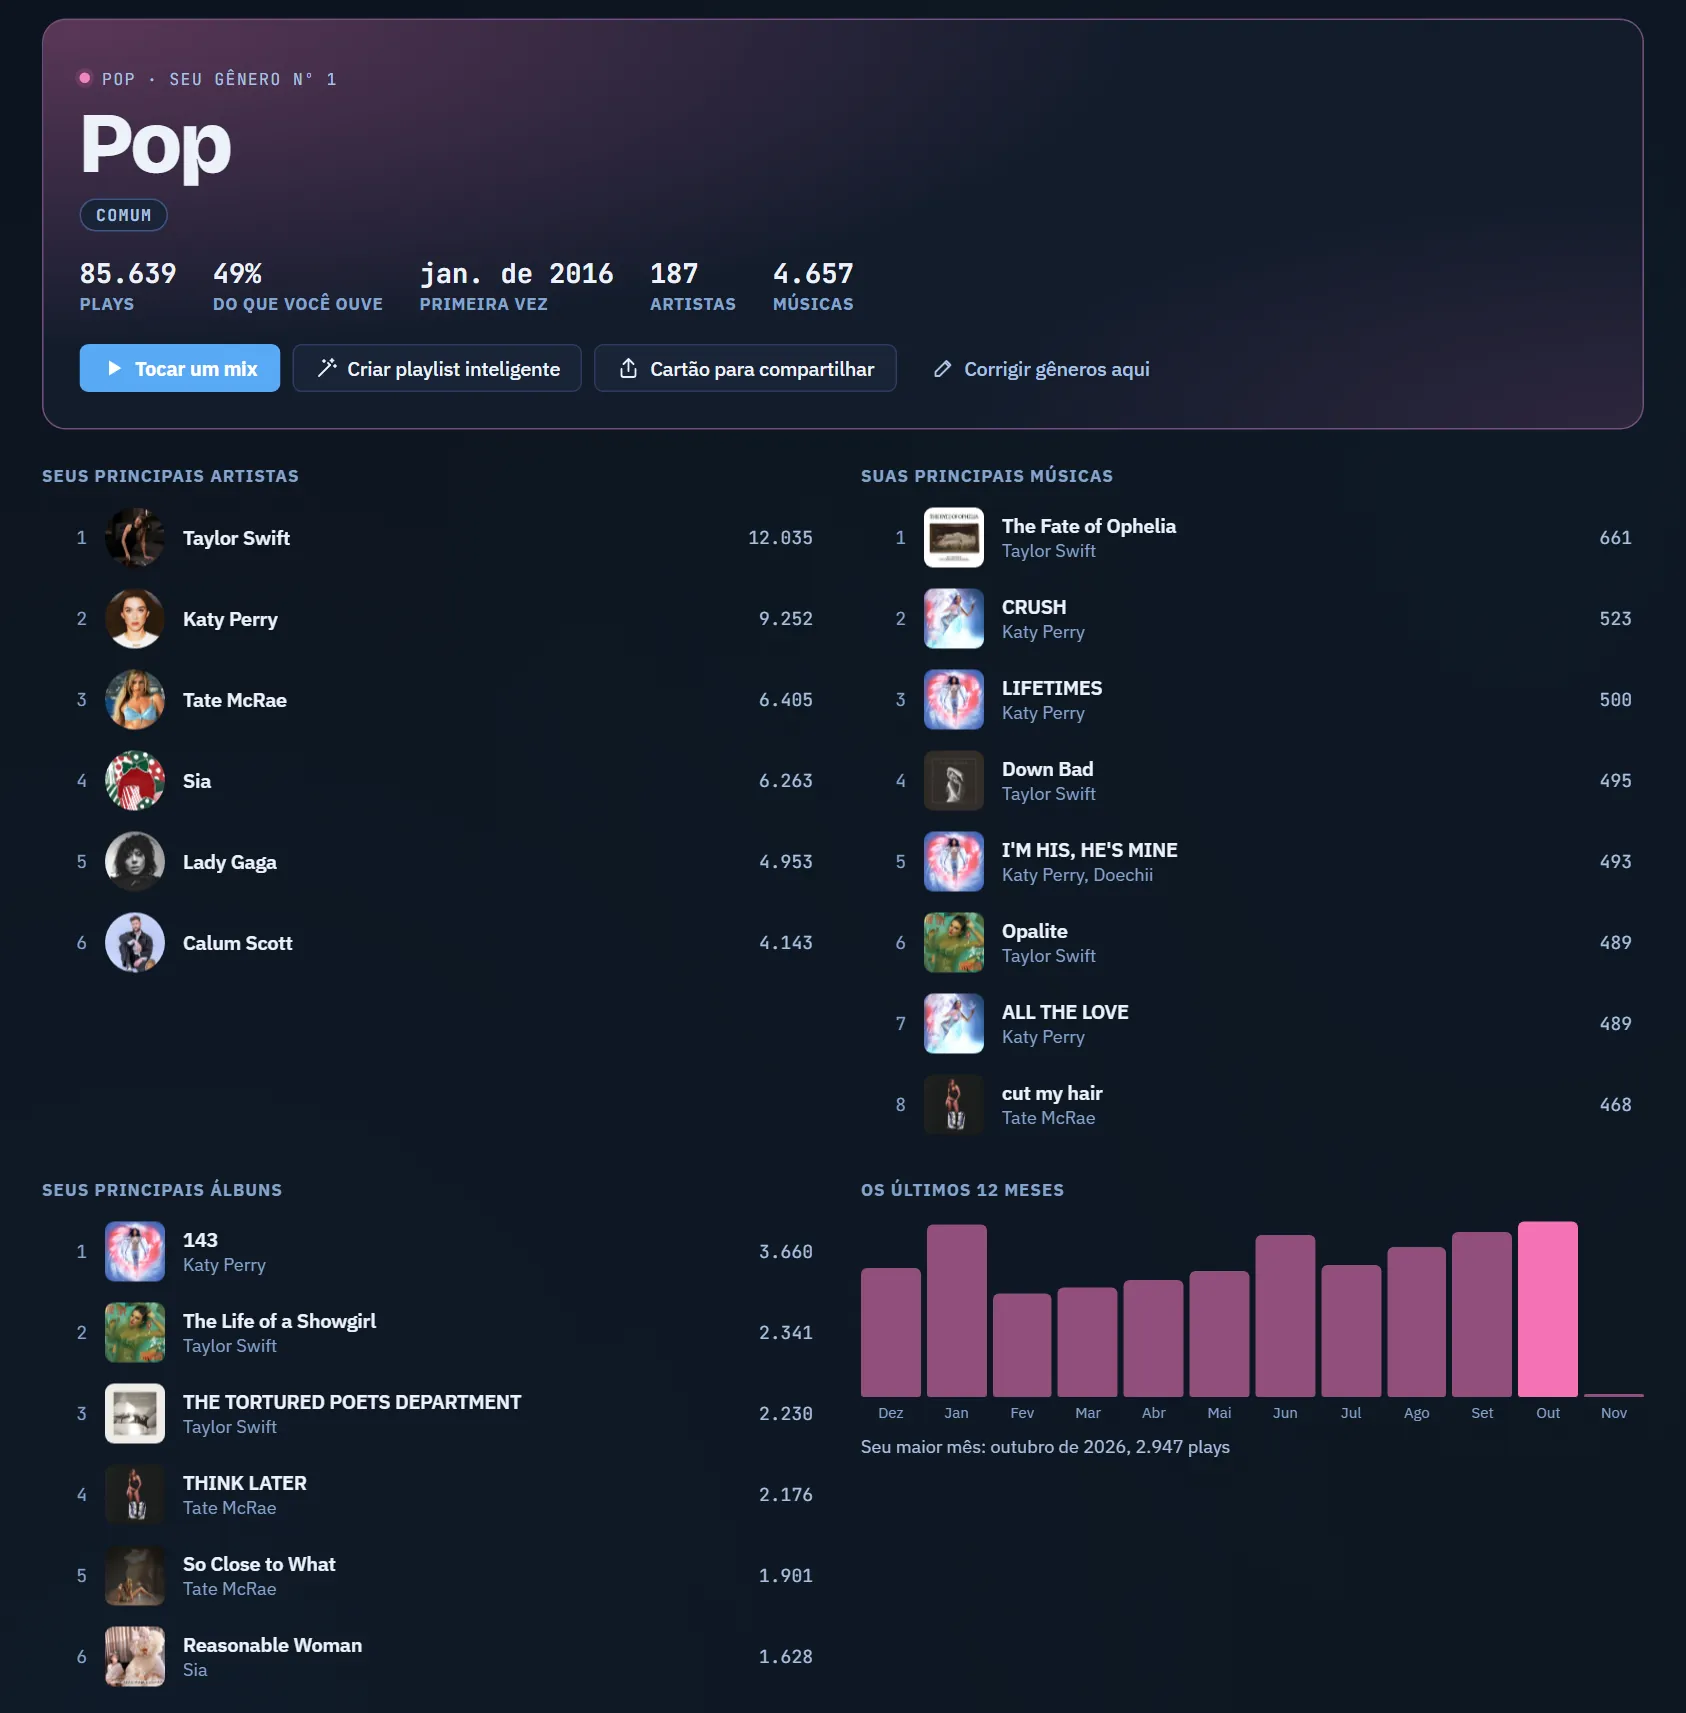 POP · SEU GÊNERO N° 1
Pop
COMUM
85.639
PLAYS
49%
DO QUE VOCÊ OUVE
jan. de 2016
PRIMEIRA VEZ
187
ARTISTAS
4.657
MÚSICAS
Tocar um mix
Criar playlist inteligente
Cartão para compartilhar
Corrigir gêneros aqui
SEUS PRINCIPAIS ARTISTAS
1 Taylor Swift 12.035
2 Katy Perry 9.252
3 Tate McRae 6.405
4 Sia 6.263
5 Lady Gaga 4.953
6 Calum Scott 4.143
SUAS PRINCIPAIS MÚSICAS
1 The Fate of Ophelia 661
Taylor Swift
2 CRUSH 523
Katy Perry
3 LIFETIMES 500
Katy Perry
4 Down Bad 495
Taylor Swift
5 I'M HIS, HE'S MINE 493
Katy Perry, Doechii
6 Opalite 489
Taylor Swift
7 ALL THE LOVE 489
Katy Perry
8 cut my hair 468
Tate McRae
SEUS PRINCIPAIS ÁLBUNS
1 143 3.660
Katy Perry
2 The Life of a Showgirl 2.341
Taylor Swift
3 THE TORTURED POETS DEPARTMENT 2.230
Taylor Swift
4 THINK LATER 2.176
Tate McRae
5 So Close to What 1.901
Tate McRae
6 Reasonable Woman 1.628
Sia
OS ÚLTIMOS 12 MESES
Dez Jan Fev Mar Abr Mai Jun Jul Ago Set Out Nov
Seu maior mês: outubro de 2026, 2.947 plays